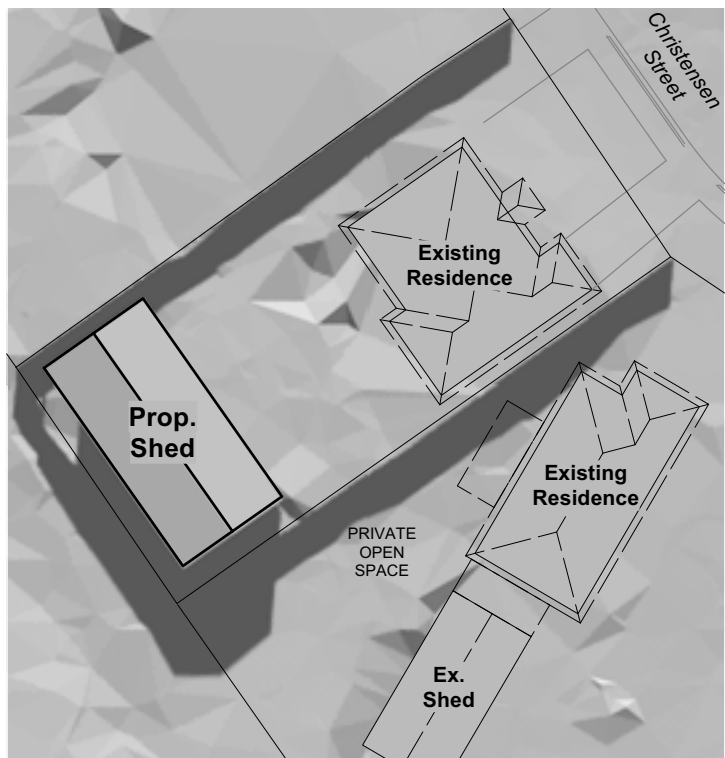 Christensen
Street
Existing
Residence
Prop.
Shed
Existing
Residence
PRIVATE
OPEN
SPACE
Ex.
Shed